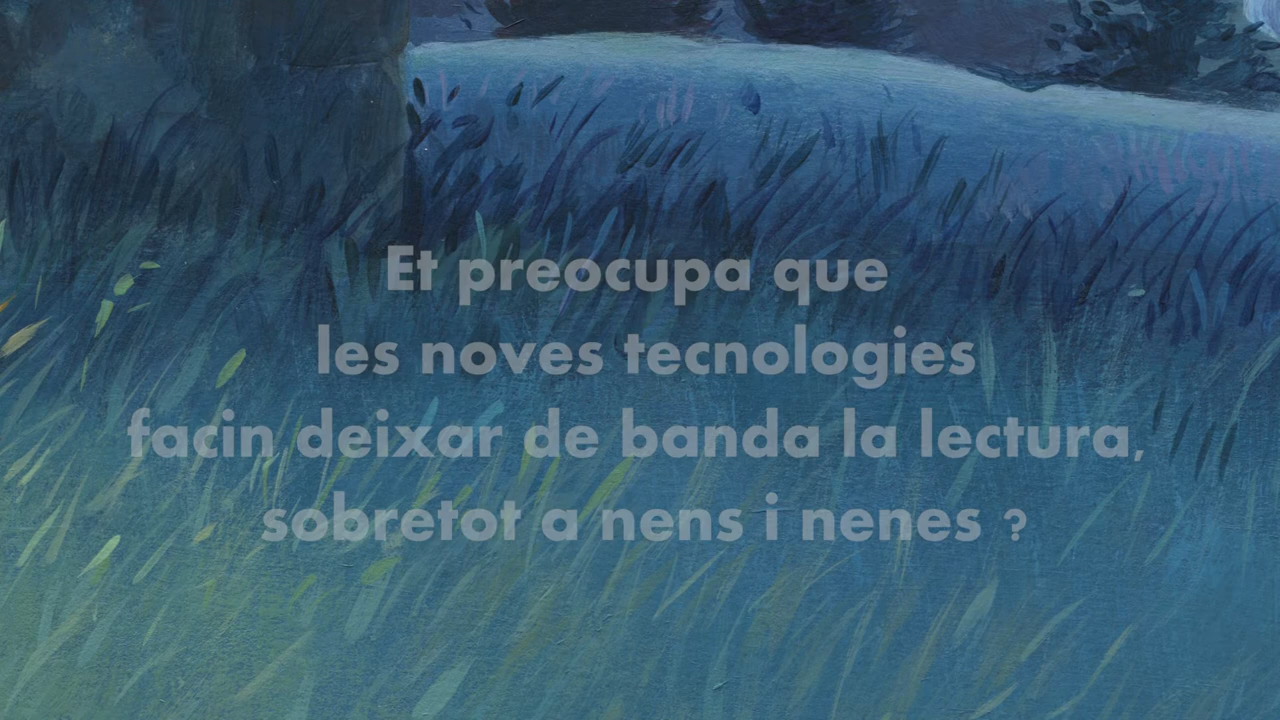 Et preocupa que
les noves tecnologies
facin deixar de banda la lectura,
sobretot a nens i nenes ?